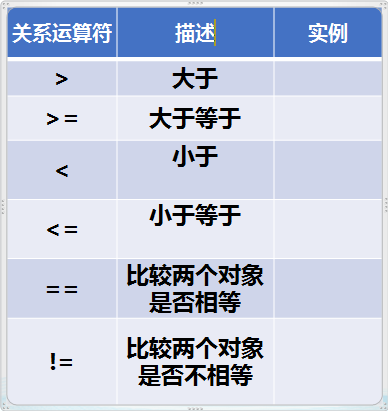 关系运算符 描述 实例
> 大于
>= 大于等于
< 小于
<= 小于等于
== 比较两个对象
是否相等
!= 比较两个对象
是否不相等